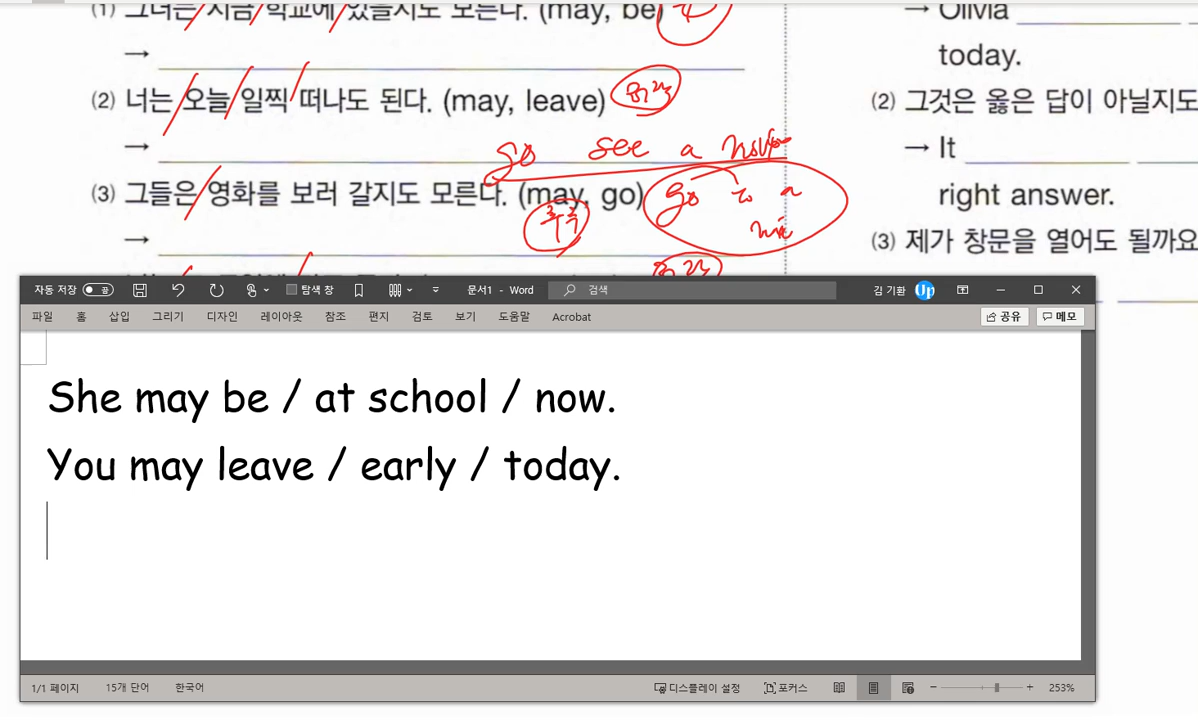 (1) 그녀는/지금/학교에/있을지도 모른다. (may, be)
→
(2) 너는/오늘/일찍/떠나도 된다. (may, leave) 허락
→
go see a movie
(3) 그들은/영화를 보러 갈지도 모른다. (may, go) go to a
추측
→
→ Olivia
today.
(2) 그것은 옳은 답이 아닐지도
→ It
right answer.
(3) 제가 창문을 열어도 될까요
자동 저장 끔 탐색 창 문서1 - Word 검색 김 기환 Up
파일 홈 삽입 그리기 디자인 레이아웃 참조 편지 검토 보기 도움말 Acrobat 공유 메모
She may be / at school / now.
You may leave / early / today.
1/1 페이지 15개 단어 한국어 디스플레이 설정 포커스 253%